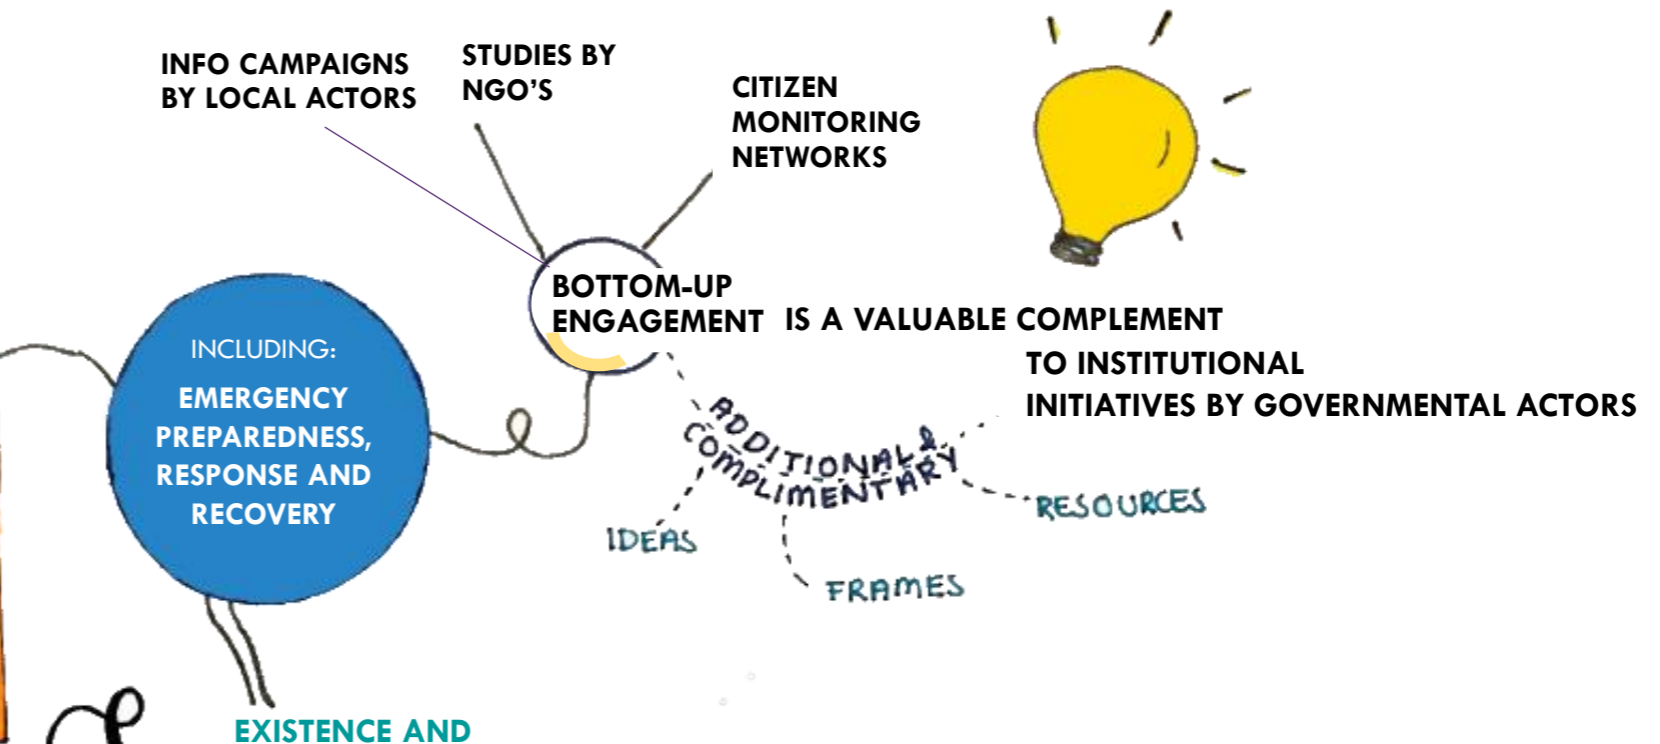 INFO CAMPAIGNS
BY LOCAL ACTORS
STUDIES BY
NGO'S
CITIZEN
MONITORING
NETWORKS
BOTTOM-UP
ENGAGEMENT IS A VALUABLE COMPLEMENT
TO INSTITUTIONAL
INITIATIVES BY GOVERNMENTAL ACTORS
INCLUDING:
EMERGENCY
PREPAREDNESS,
RESPONSE AND
RECOVERY
ADDITIONAL &
COMPLIMENTARY
IDEAS
FRAMES
RESOURCES
EXISTENCE AND